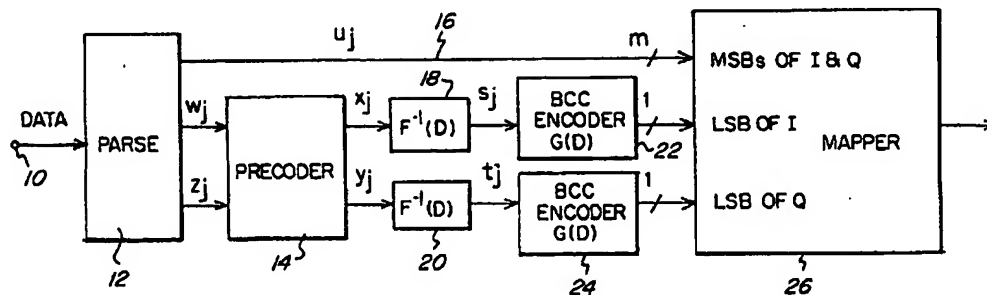 u_j
16
m
MSBs OF I & Q
DATA
10
PARSE
12
w_j
z_j
PRECODER
14
x_j
18
F⁻¹(D)
s_j
BCC
ENCODER
G(D)
1
22
LSB OF I
MAPPER
y_j
F⁻¹(D)
20
t_j
BCC
ENCODER
G(D)
24
1
LSB OF Q
26